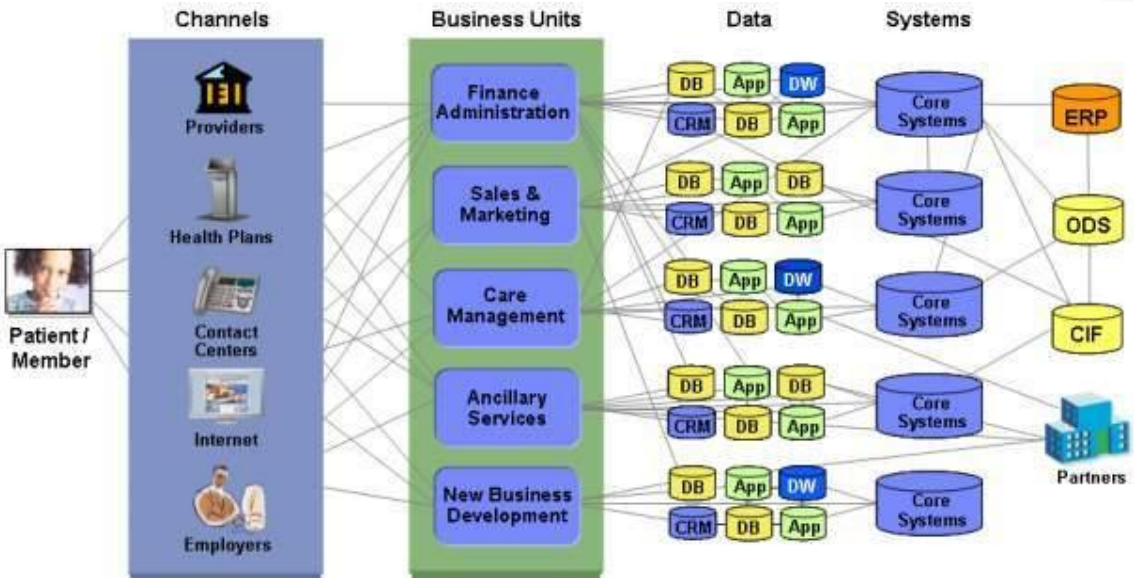 Channels
Business Units
Data
Systems
Patient /
Member
Providers
Health Plans
Contact
Centers
Internet
Employers
Finance
Administration
Sales &
Marketing
Care
Management
Ancillary
Services
New Business
Development
DB App DW
CRM DB App
DB App DB
CRM DB App
DB App DW
CRM DB App
DB App DB
CRM DB App
DB App DW
CRM DB App
Core
Systems
Core
Systems
Core
Systems
Core
Systems
Core
Systems
ERP
ODS
CIF
Partners